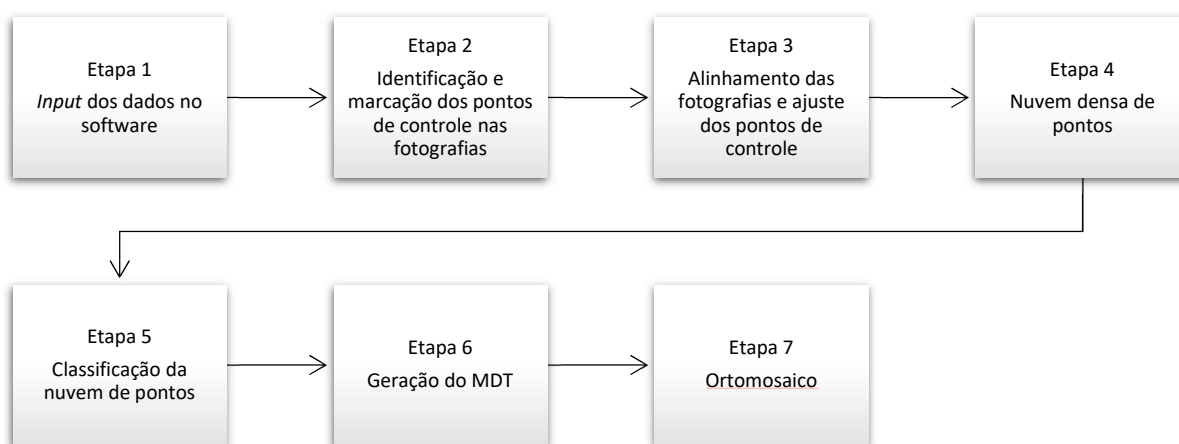 Etapa 1
Input dos dados no
software
Etapa 2
Identificação e
marcação dos pontos
de controle nas
fotografias
Etapa 3
Alinhamento das
fotografias e ajuste
dos pontos de
controle
Etapa 4
Nuvem densa de
pontos
Etapa 5
Classificação da
nuvem de pontos
Etapa 6
Geração do MDT
Etapa 7
Ortomosaico